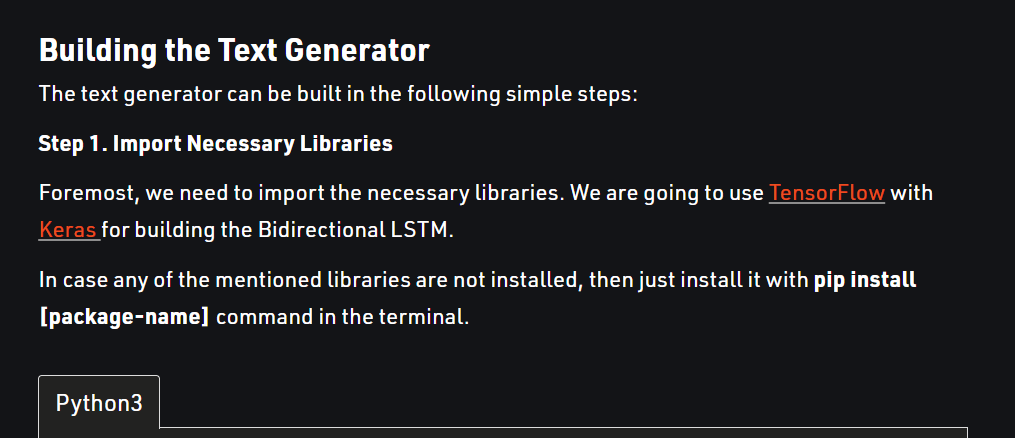 Building the Text Generator
The text generator can be built in the following simple steps:
Step 1. Import Necessary Libraries
Foremost, we need to import the necessary libraries. We are going to use TensorFlow with
Keras for building the Bidirectional LSTM.
In case any of the mentioned libraries are not installed, then just install it with pip install
[package-name] command in the terminal.
Python3